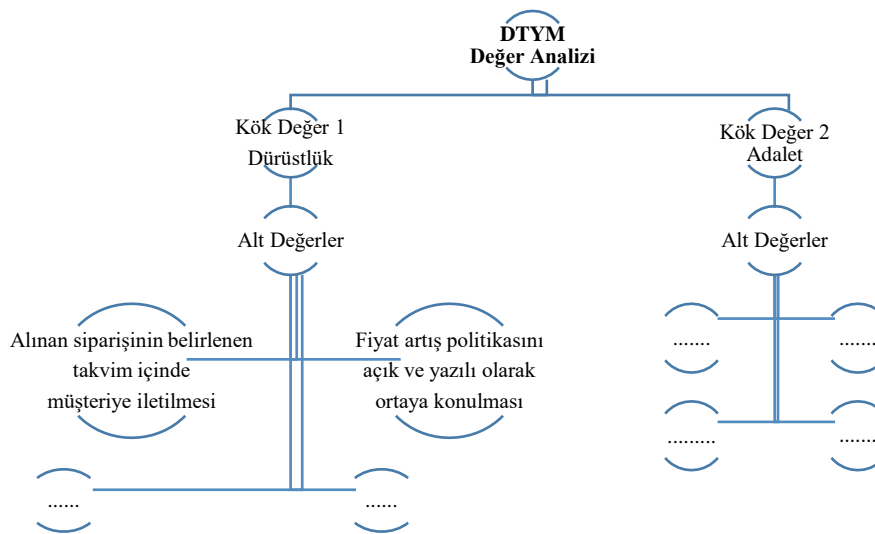 DTYM
Değer Analizi
Kök Değer 1
Dürüstlük
Kök Değer 2
Adalet
Alt Değerler
Alt Değerler
Alınan siparişinin belirlenen
takvim içinde
müşteriye iletilmesi
Fiyat artış politikasını
açık ve yazılı olarak
ortaya konulması
.......
.......
.........
.......
......
......